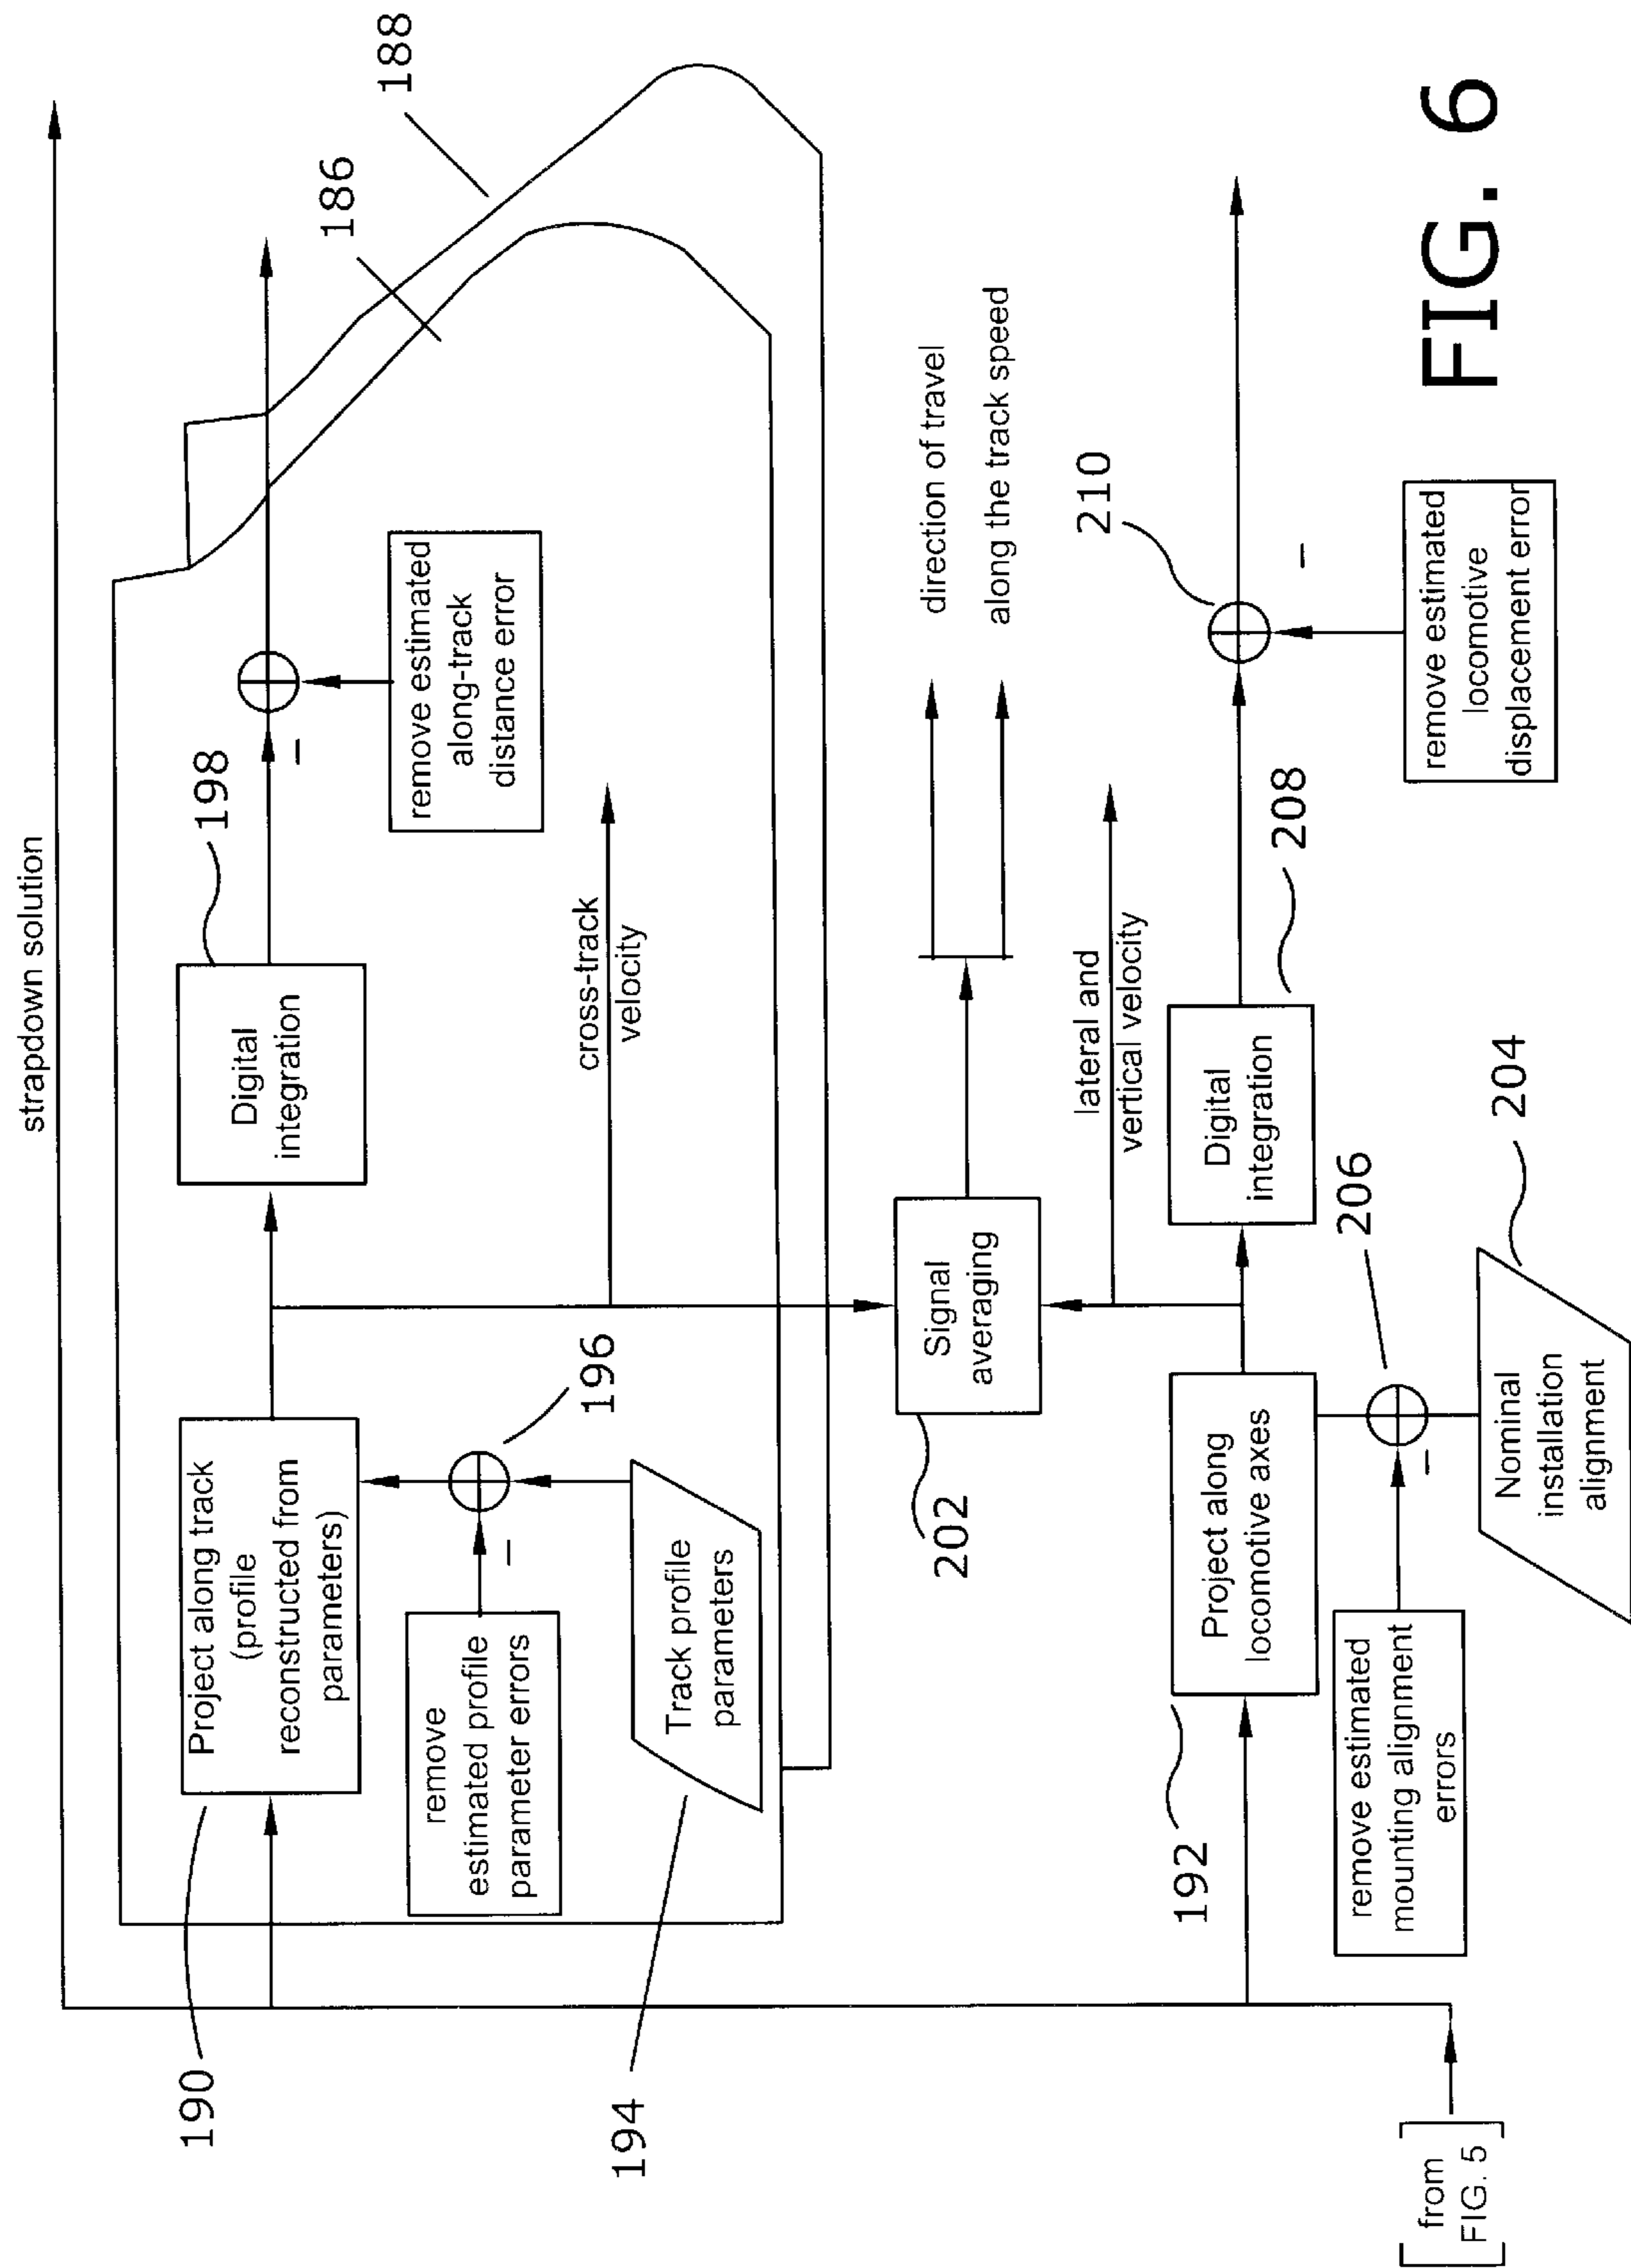 strapdown solution
190
Project along track
(profile
reconstructed from
parameters)
Digital
integration
198
–
186
188
remove
estimated profile
parameter errors
–
196
remove estimated
along-track
distance error
cross-track
velocity
194
Track profile
parameters
202
Signal
averaging
direction of travel
along the track speed
lateral and
vertical velocity
192
Project along
locomotive axes
Digital
integration
208
210
–
remove estimated
mounting alignment
errors
–
206
remove estimated
locomotive
displacement error
Nominal
installation
alignment
204
from
FIG. 5
FIG. 6